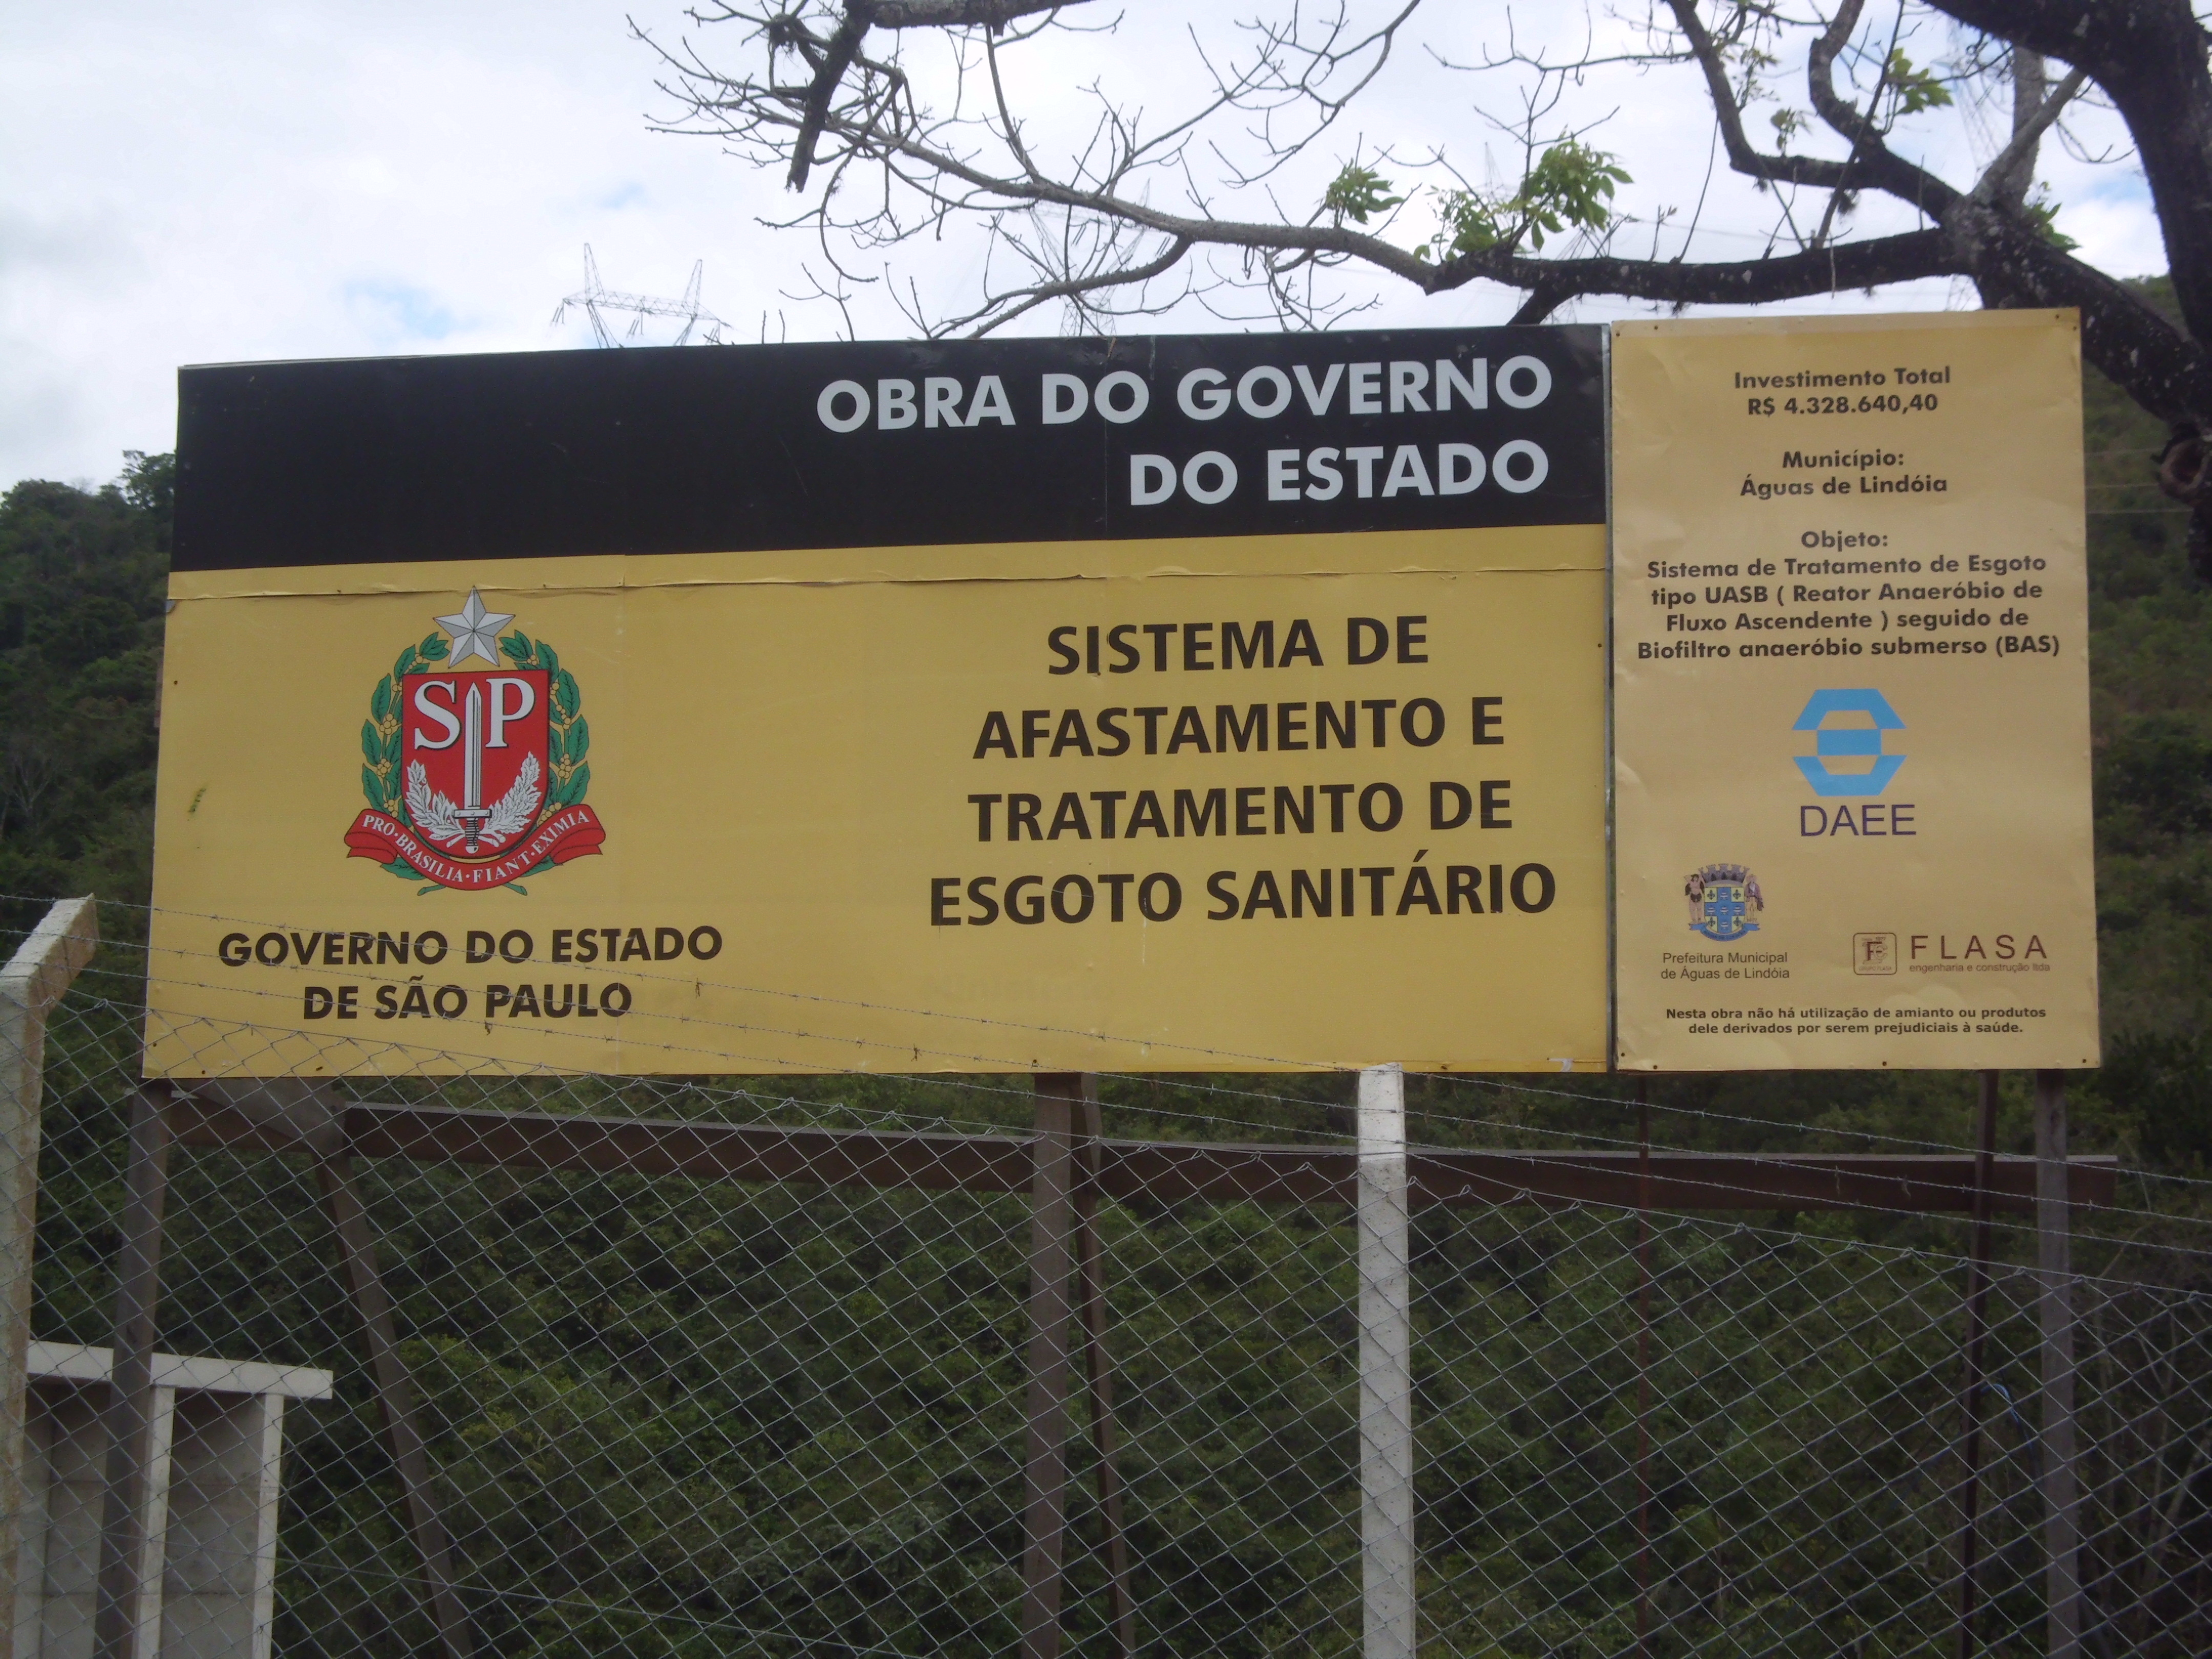 OBRA DO GOVERNO
DO ESTADO
SP
PRO·BRASILIA·FIANT·EXIMIA
GOVERNO DO ESTADO
DE SÃO PAULO
SISTEMA DE
AFASTAMENTO E
TRATAMENTO DE
ESGOTO SANITÁRIO
Investimento Total
R$ 4.328.640,40
Município:
Águas de Lindóia
Objeto:
Sistema de Tratamento de Esgoto
tipo UASB ( Reator Anaeróbio de
Fluxo Ascendente ) seguido de
Biofiltro anaeróbio submerso (BAS)
DAEE
Prefeitura Municipal
de Águas de Lindóia
F
FLASA
engenharia e construção ltda
Nesta obra não há utilização de amianto ou produtos
dele derivados por serem prejudiciais à saúde.